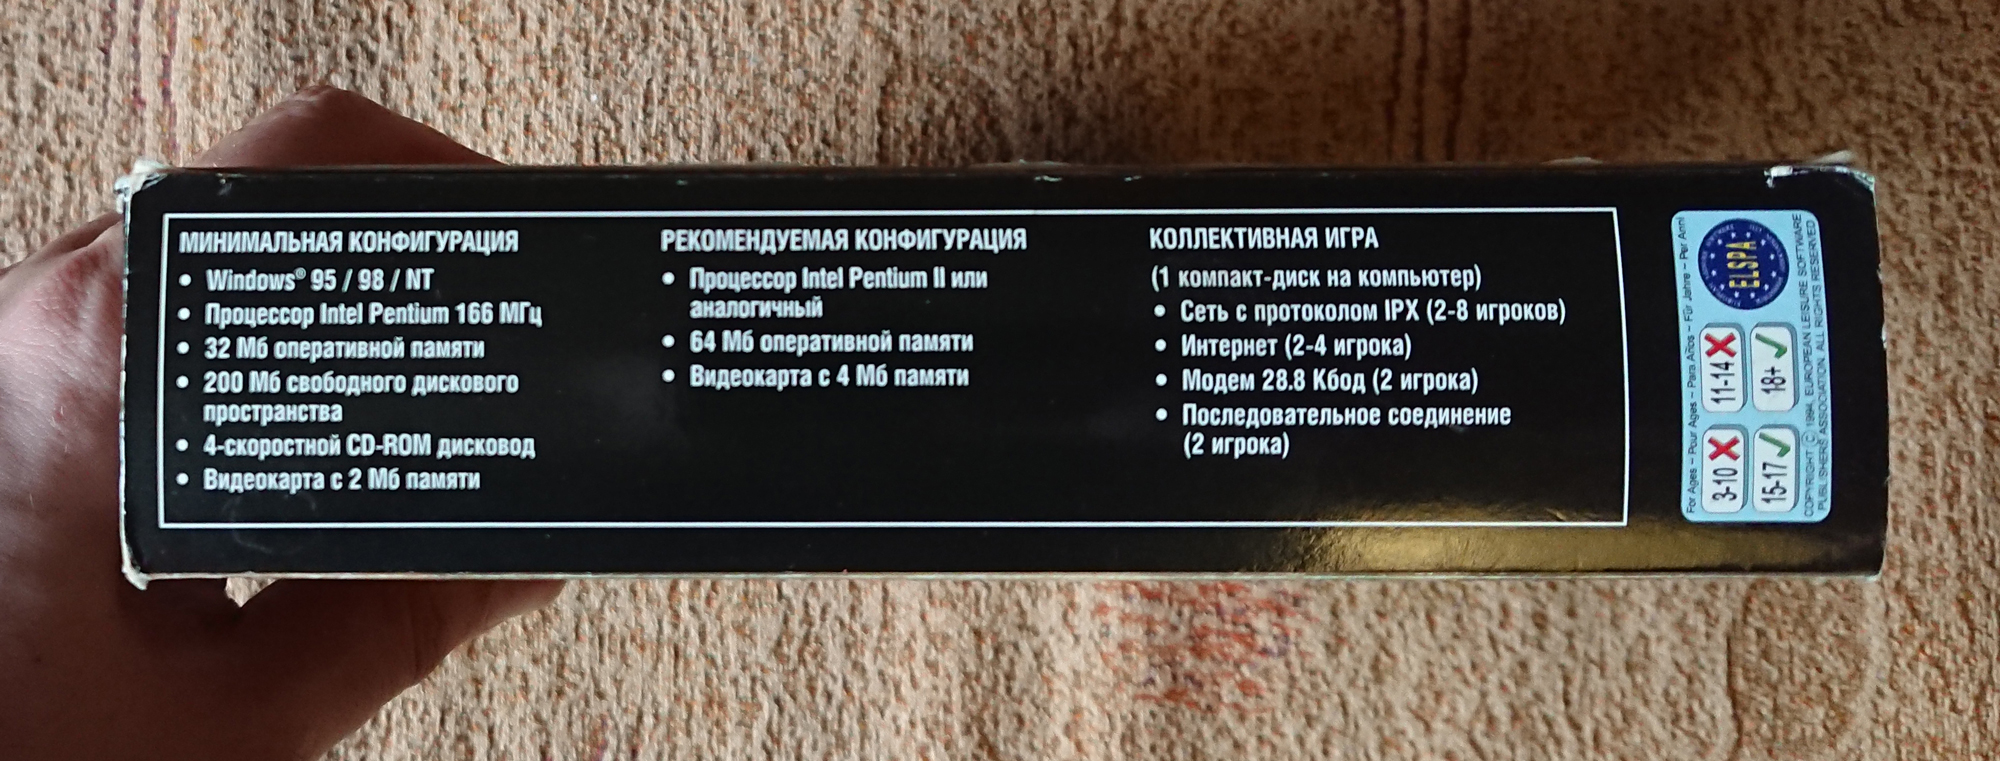 МИНИМАЛЬНАЯ КОНФИГУРАЦИЯ
• Windows® 95 / 98 / NT
• Процессор Intel Pentium 166 МГц
• 32 Мб оперативной памяти
• 200 Мб свободного дискового
пространства
• 4-скоростной CD-ROM дисковод
• Видеокарта с 2 Мб памяти
РЕКОМЕНДУЕМАЯ КОНФИГУРАЦИЯ
• Процессор Intel Pentium II или
аналогичный
• 64 Мб оперативной памяти
• Видеокарта с 4 Мб памяти
КОЛЛЕКТИВНАЯ ИГРА
(1 компакт-диск на компьютер)
• Сеть с протоколом IPX (2-8 игроков)
• Интернет (2-4 игрока)
• Модем 28.8 Кбод (2 игрока)
• Последовательное соединение
(2 игрока)
For Ages – Pour Ages – Para Años – Für Jahre – Per Anni
3-10 11-14
15-17 18+
ELSPA
COPYRIGHT © 1994, EUROPEAN LEISURE SOFTWARE
PUBLISHERS ASSOCIATION. ALL RIGHTS RESERVED